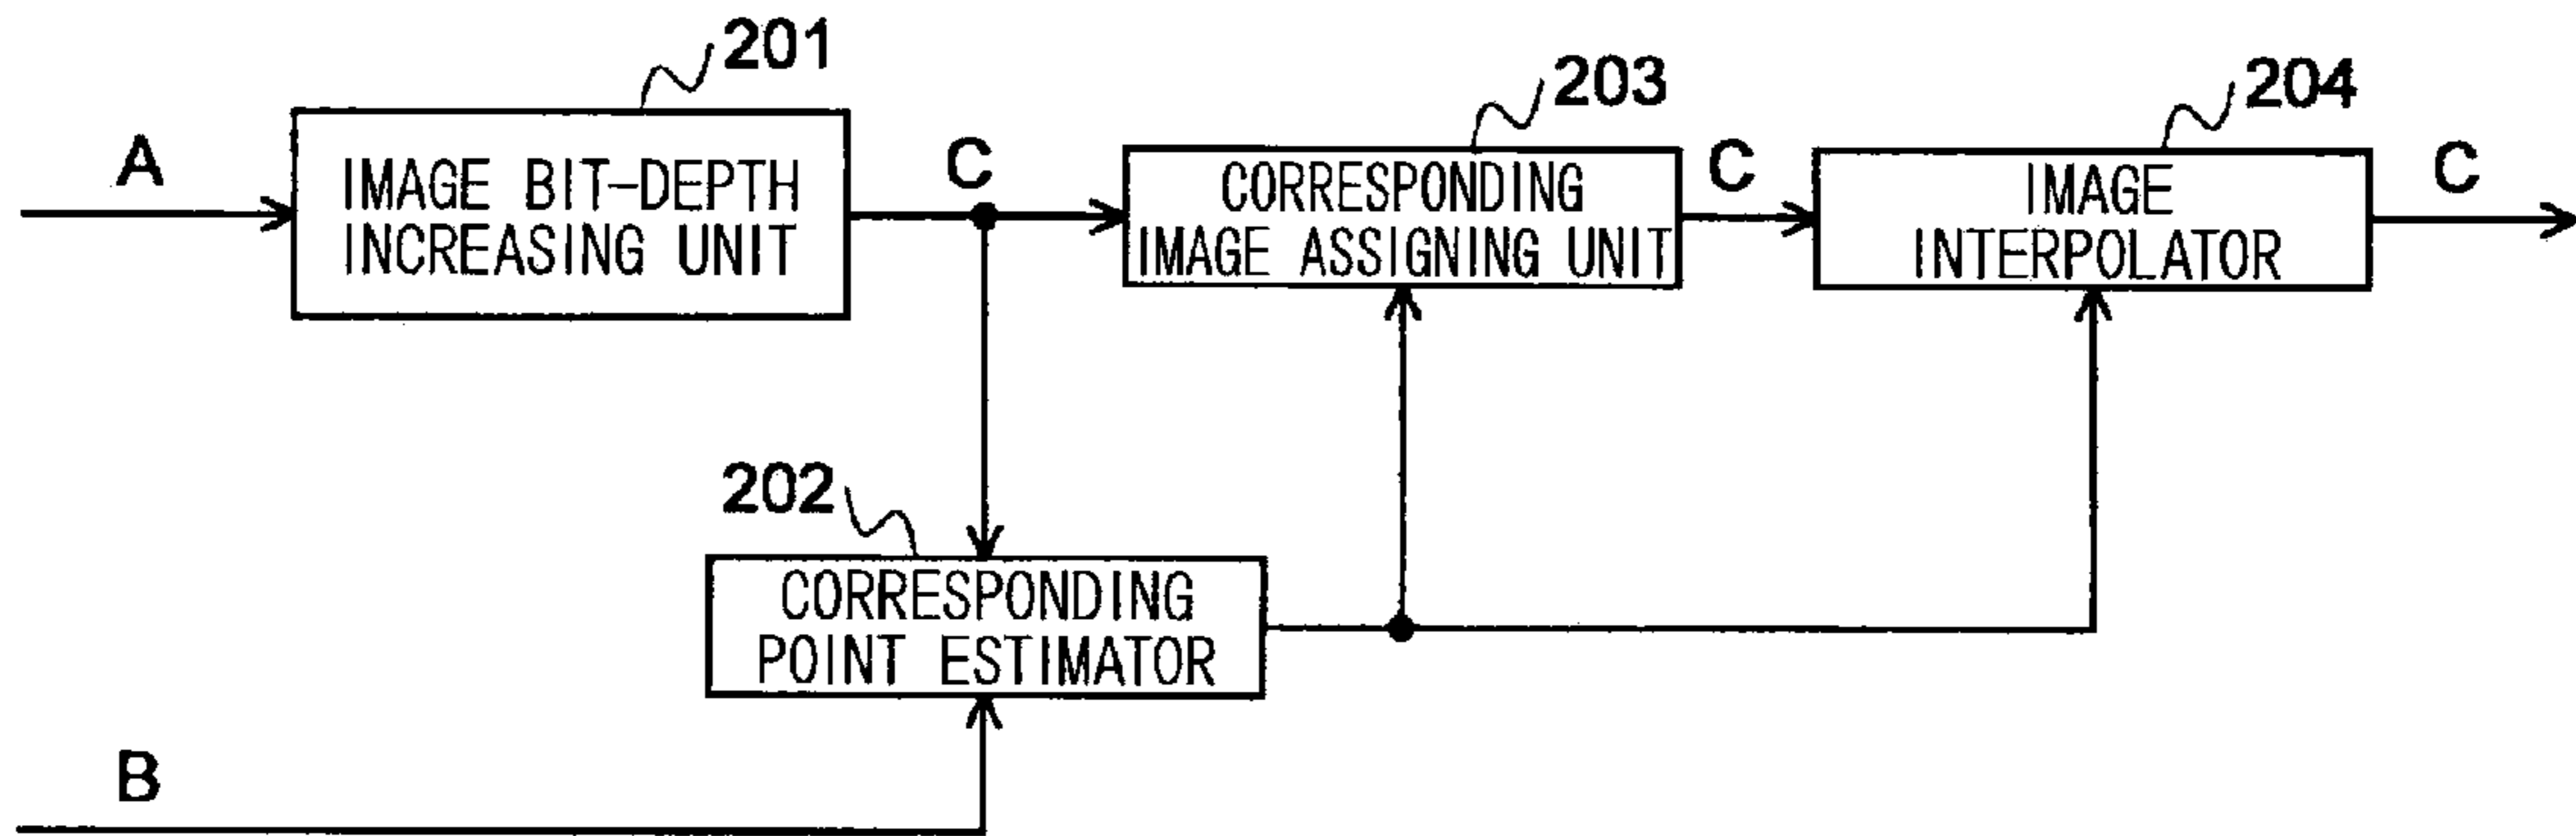 201
A
IMAGE BIT-DEPTH
INCREASING UNIT
C
203
CORRESPONDING
IMAGE ASSIGNING UNIT
C
204
IMAGE
INTERPOLATOR
C
202
CORRESPONDING
POINT ESTIMATOR
B